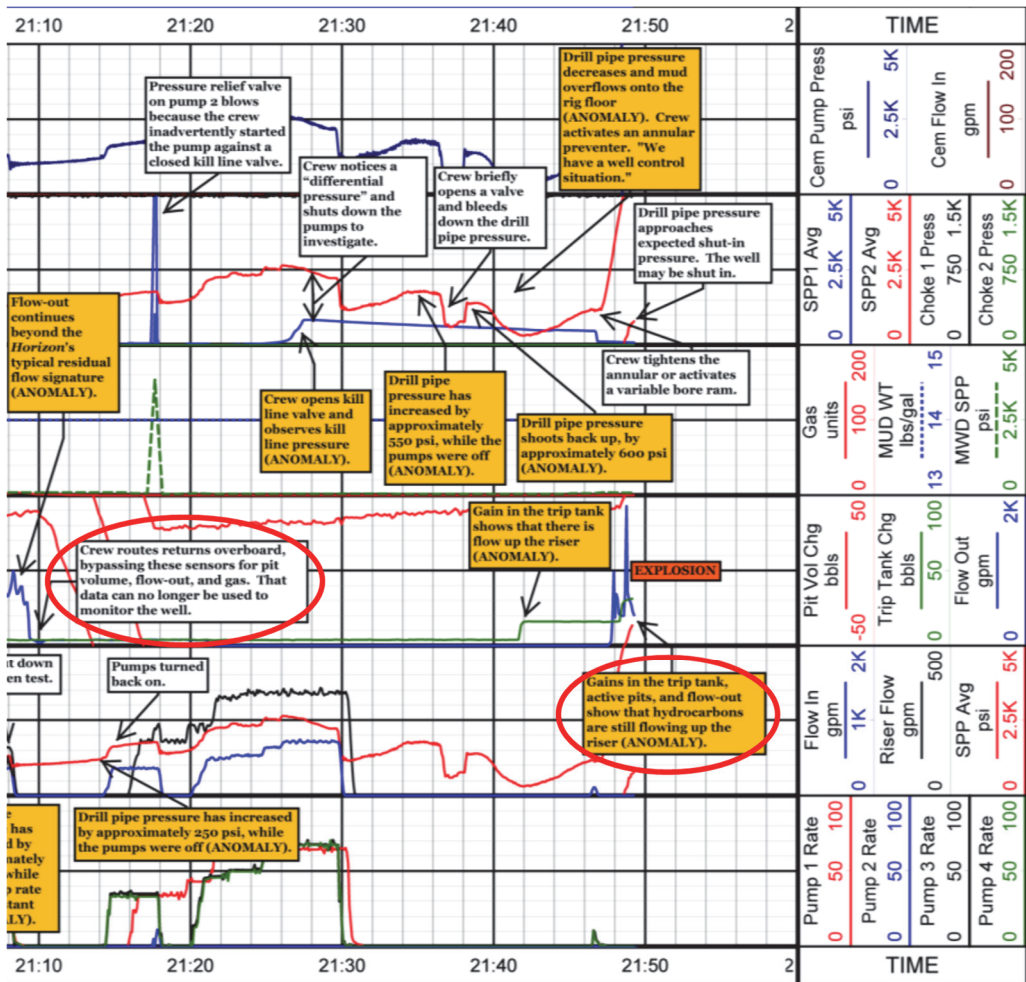 21:10 21:20 21:30 21:40 21:50 2
TIME
Pressure relief valve
on pump 2 blows
because the crew
inadvertently started
the pump against a
closed kill line valve.
Crew notices a
“differential
pressure” and
shuts down the
pumps to
investigate.
Crew briefly
opens a valve
and bleeds
down the drill
pipe pressure.
Drill pipe pressure
decreases and mud
overflows onto the
rig floor
(ANOMALY). Crew
activates an annular
preventer. "We
have a well control
situation."
Drill pipe pressure
approaches
expected shut-in
pressure. The well
may be shut in.
Cem Pump Press
psi
0 2.5K 5K
Cem Flow In
gpm
0 100 200
Flow-out
continues
beyond the
Horizon's
typical residual
flow signature
(ANOMALY)
Crew opens kill
line valve and
observes kill
line pressure
(ANOMALY).
Drill pipe
pressure has
increased by
approximately
550 psi, while the
pumps were off
(ANOMALY).
Drill pipe pressure
shoots back up, by
approximately 600 psi
(ANOMALY).
Crew tightens the
annular or activates
a variable bore ram.
SPP1 Avg
0 2.5K 5K
SPP2 Avg
0 2.5K 5K
Choke 1 Press
0 750 1.5K
Choke 2 Press
0 750 1.5K
Gas
units
0 100 200
MUD WT
lbs/gal
13 14 15
MWD SPP
psi
0 2.5K 5K
Crew routes returns overboard,
bypassing these sensors for pit
volume, flow-out, and gas. That
data can no longer be used to
monitor the well.
Gain in the trip tank
shows that there is
flow up the riser
(ANOMALY).
EXPLOSION
Pit Vol Chg
bbls
-50 50
Trip Tank Chg
bbls
0 50 100
Flow Out
gpm
0 2K
t down
en test.
Pumps turned
back on.
Gains in the trip tank,
active pits, and flow-out
show that hydrocarbons
are still flowing up the
riser (ANOMALY).
Flow In
gpm
0 1K 2K
Riser Flow
gpm
0 500
SPP Avg
psi
0 2.5K 5K
has
d by
mately
while
p rate
stant
LY).
Drill pipe pressure has increased
by approximately 250 psi, while
the pumps were off (ANOMALY).
Pump 1 Rate
0 50 100
Pump 2 Rate
0 50 100
Pump 3 Rate
0 50 100
Pump 4 Rate
0 50 100
21:10 21:20 21:30 21:40 21:50 2
TIME